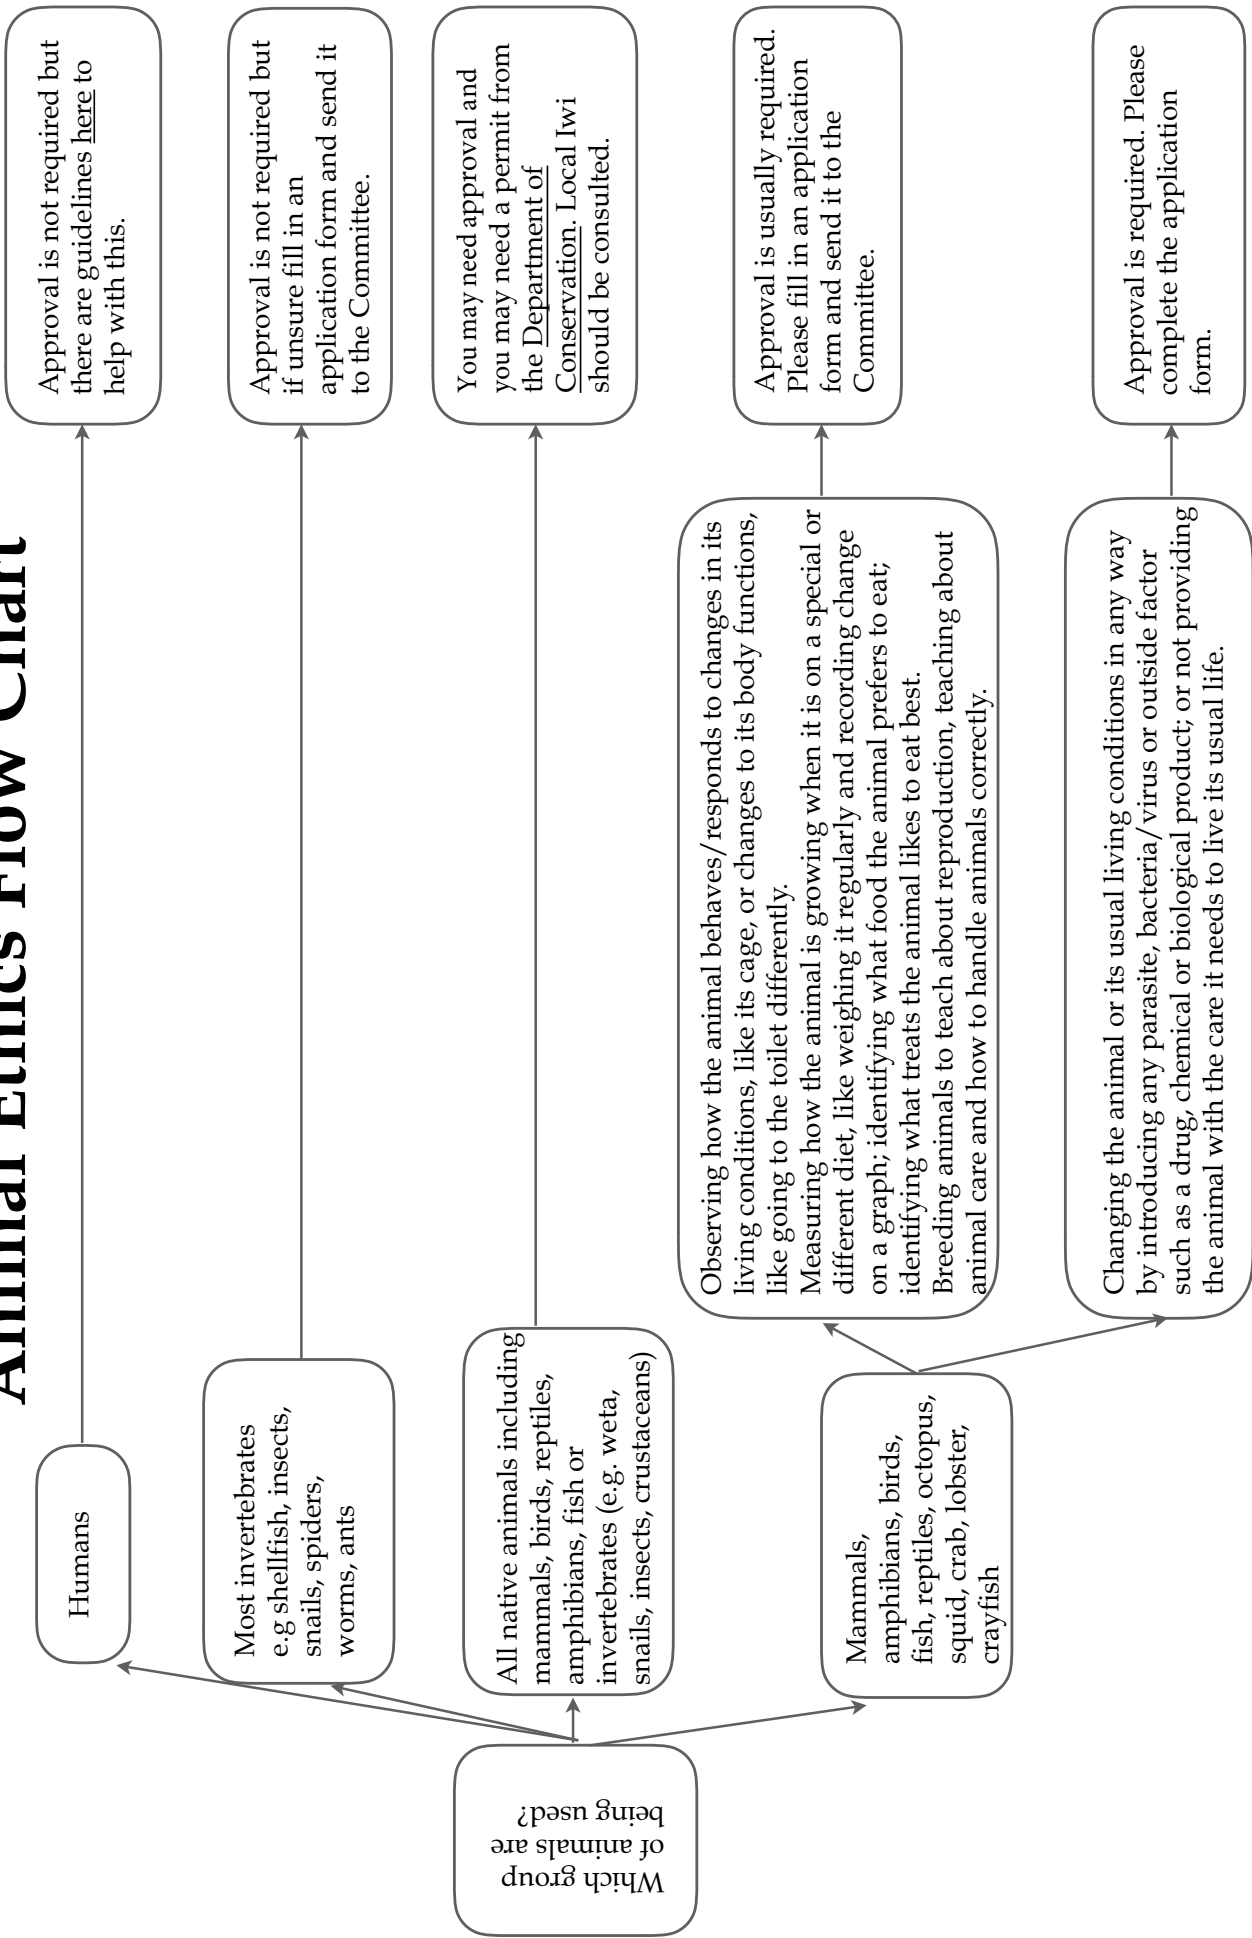 Animal Ethics Flow Chart
Which group
of animals are
being used?
Humans
Approval is not required but
there are guidelines here to
help with this.
Most invertebrates
e.g shellfish, insects,
snails, spiders,
worms, ants
Approval is not required but
if unsure fill in an
application form and send it
to the Committee.
All native animals including
mammals, birds, reptiles,
amphibians, fish or
invertebrates (e.g. weta,
snails, insects, crustaceans)
You may need approval and
you may need a permit from
the Department of
Conservation. Local Iwi
should be consulted.
Mammals,
amphibians, birds,
fish, reptiles, octopus,
squid, crab, lobster,
crayfish
Observing how the animal behaves/responds to changes in its
living conditions, like its cage, or changes to its body functions,
like going to the toilet differently.
Measuring how the animal is growing when it is on a special or
different diet, like weighing it regularly and recording change
on a graph; identifying what food the animal prefers to eat;
identifying what treats the animal likes to eat best.
Breeding animals to teach about reproduction, teaching about
animal care and how to handle animals correctly.
Approval is usually required.
Please fill in an application
form and send it to the
Committee.
Changing the animal or its usual living conditions in any way
by introducing any parasite, bacteria/virus or outside factor
such as a drug, chemical or biological product; or not providing
the animal with the care it needs to live its usual life.
Approval is required. Please
complete the application
form.